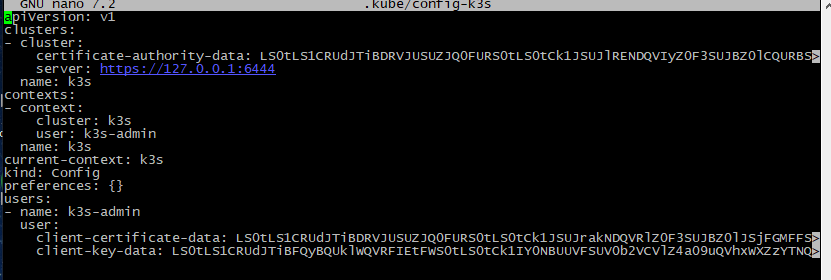 GNU nano 7.2 .kube/config-k3s
apiVersion: v1
clusters:
- cluster:
certificate-authority-data: LS0tLS1CRUdJTiBDRVJUSUZJQ0FURS0tLS0tCk1JSUJlRENDQVIyZ0F3SUJBZ0lCQURBS>
server: https://127.0.0.1:6444
name: k3s
contexts:
- context:
cluster: k3s
user: k3s-admin
name: k3s
current-context: k3s
kind: Config
preferences: {}
users:
- name: k3s-admin
user:
client-certificate-data: LS0tLS1CRUdJTiBDRVJUSUZJQ0FURS0tLS0tCk1JSUJrakNDQVRlZ0F3SUJBZ0lJSjFGMFFS>
client-key-data: LS0tLS1CRUdJTiBFQyBQUklWQVRFIEtFWS0tLS0tCk1IY0NBUUVFSUV0b2VCVlZ4a09uQVhxWXZzYTNQ>